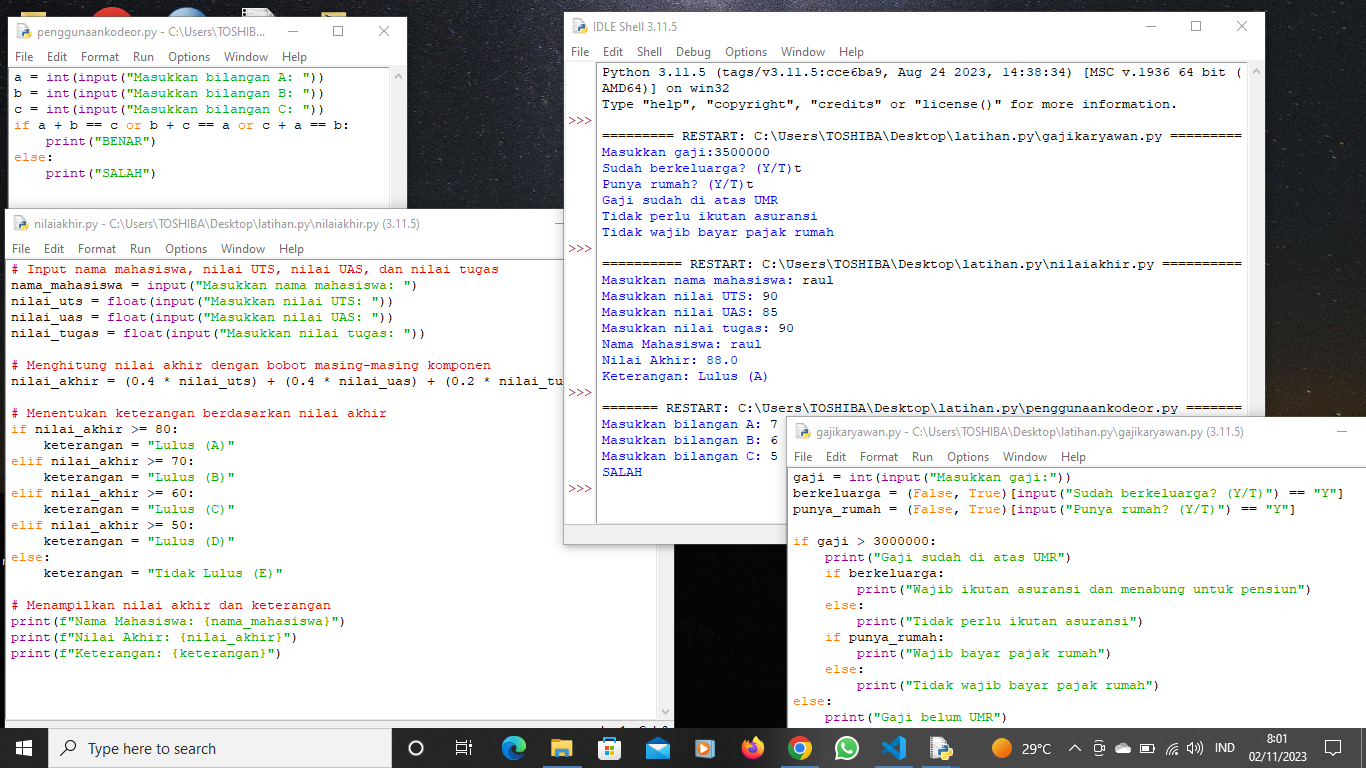 penggunaankodeor.py - C:\Users\TOSHIBA...
File Edit Format Run Options Window Help
a = int(input("Masukkan bilangan A: "))
b = int(input("Masukkan bilangan B: "))
c = int(input("Masukkan bilangan C: "))
if a + b == c or b + c == a or c + a == b:
    print("BENAR")
else:
    print("SALAH")
nilaiakhir.py - C:\Users\TOSHIBA\Desktop\latihan.py\nilaiakhir.py (3.11.5)
File Edit Format Run Options Window Help
# Input nama mahasiswa, nilai UTS, nilai UAS, dan nilai tugas
nama_mahasiswa = input("Masukkan nama mahasiswa: ")
nilai_uts = float(input("Masukkan nilai UTS: "))
nilai_uas = float(input("Masukkan nilai UAS: "))
nilai_tugas = float(input("Masukkan nilai tugas: "))
# Menghitung nilai akhir dengan bobot masing-masing komponen
nilai_akhir = (0.4 * nilai_uts) + (0.4 * nilai_uas) + (0.2 * nilai_tu
# Menentukan keterangan berdasarkan nilai akhir
if nilai_akhir >= 80:
    keterangan = "Lulus (A)"
elif nilai_akhir >= 70:
    keterangan = "Lulus (B)"
elif nilai_akhir >= 60:
    keterangan = "Lulus (C)"
elif nilai_akhir >= 50:
    keterangan = "Lulus (D)"
else:
    keterangan = "Tidak Lulus (E)"
# Menampilkan nilai akhir dan keterangan
print(f"Nama Mahasiswa: {nama_mahasiswa}")
print(f"Nilai Akhir: {nilai_akhir}")
print(f"Keterangan: {keterangan}")
IDLE Shell 3.11.5
File Edit Shell Debug Options Window Help
Python 3.11.5 (tags/v3.11.5:cce6ba9, Aug 24 2023, 14:38:34) [MSC v.1936 64 bit (
AMD64)] on win32
Type "help", "copyright", "credits" or "license()" for more information.
>>>
========= RESTART: C:\Users\TOSHIBA\Desktop\latihan.py\gajikaryawan.py =========
Masukkan gaji:3500000
Sudah berkeluarga? (Y/T)t
Punya rumah? (Y/T)t
Gaji sudah di atas UMR
Tidak perlu ikutan asuransi
Tidak wajib bayar pajak rumah
>>>
========== RESTART: C:\Users\TOSHIBA\Desktop\latihan.py\nilaiakhir.py ==========
Masukkan nama mahasiswa: raul
Masukkan nilai UTS: 90
Masukkan nilai UAS: 85
Masukkan nilai tugas: 90
Nama Mahasiswa: raul
Nilai Akhir: 88.0
Keterangan: Lulus (A)
>>>
======= RESTART: C:\Users\TOSHIBA\Desktop\latihan.py\penggunaankodeor.py =======
Masukkan bilangan A: 7
Masukkan bilangan B: 6
Masukkan bilangan C: 5
SALAH
>>>
gajikaryawan.py - C:\Users\TOSHIBA\Desktop\latihan.py\gajikaryawan.py (3.11.5)
File Edit Format Run Options Window Help
gaji = int(input("Masukkan gaji:"))
berkeluarga = (False, True)[input("Sudah berkeluarga? (Y/T)") == "Y"]
punya_rumah = (False, True)[input("Punya rumah? (Y/T)") == "Y"]
if gaji > 3000000:
    print("Gaji sudah di atas UMR")
    if berkeluarga:
        print("Wajib ikutan asuransi dan menabung untuk pensiun")
    else:
        print("Tidak perlu ikutan asuransi")
    if punya_rumah:
        print("Wajib bayar pajak rumah")
    else:
        print("Tidak wajib bayar pajak rumah")
else:
    print("Gaji belum UMR")
Type here to search
29°C
IND
8:01
02/11/2023